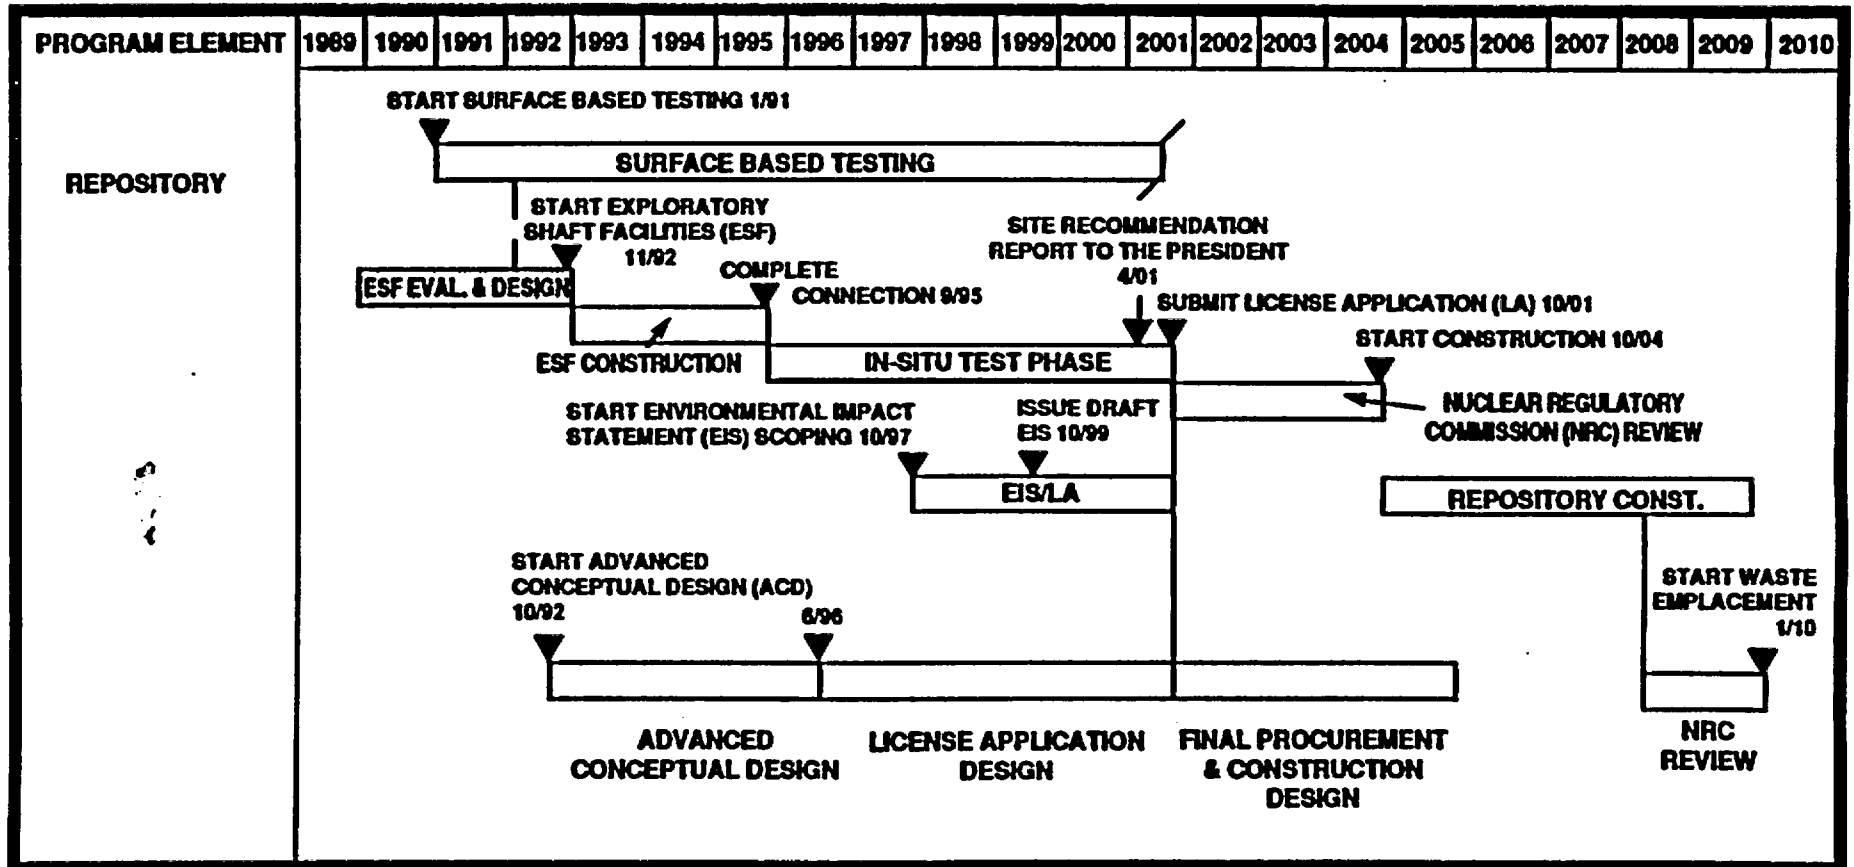 PROGRAM ELEMENT 1989 1990 1991 1992 1993 1994 1995 1996 1997 1998 1999 2000 2001 2002 2003 2004 2005 2006 2007 2008 2009 2010
START SURFACE BASED TESTING 1/91
SURFACE BASED TESTING
REPOSITORY
START EXPLORATORY
SHAFT FACILITIES (ESF)
11/92
SITE RECOMMENDATION
REPORT TO THE PRESIDENT
4/01
COMPLETE
CONNECTION 9/95
ESF EVAL. & DESIGN
SUBMIT LICENSE APPLICATION (LA) 10/01
START CONSTRUCTION 10/04
ESF CONSTRUCTION
IN-SITU TEST PHASE
START ENVIRONMENTAL IMPACT
STATEMENT (EIS) SCOPING 10/97
ISSUE DRAFT
EIS 10/99
NUCLEAR REGULATORY
COMMISSION (NRC) REVIEW
EIS/LA
REPOSITORY CONST.
START ADVANCED
CONCEPTUAL DESIGN (ACD)
10/92
6/96
START WASTE
EMPLACEMENT
1/10
ADVANCED
CONCEPTUAL DESIGN
LICENSE APPLICATION
DESIGN
FINAL PROCUREMENT
& CONSTRUCTION
DESIGN
NRC
REVIEW